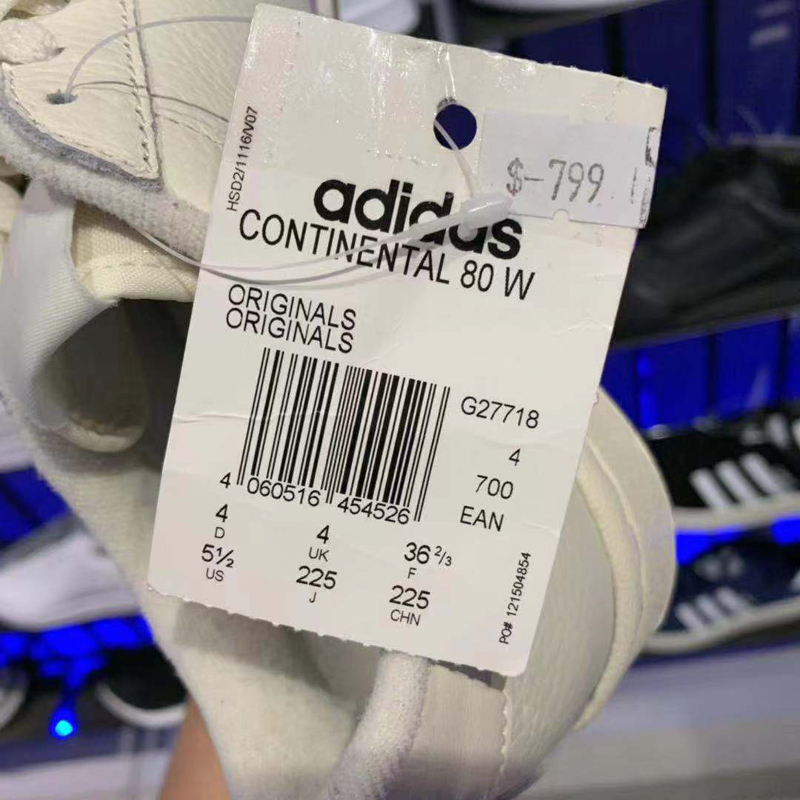 HSD2/1116/V07
$-799
adidas
CONTINENTAL 80 W
ORIGINALS
ORIGINALS
G27718
4
700
EAN
4 060516 454526
4
D
4
UK
36 2/3
F
5½
US
225
J
225
CHN
PO# 121504854